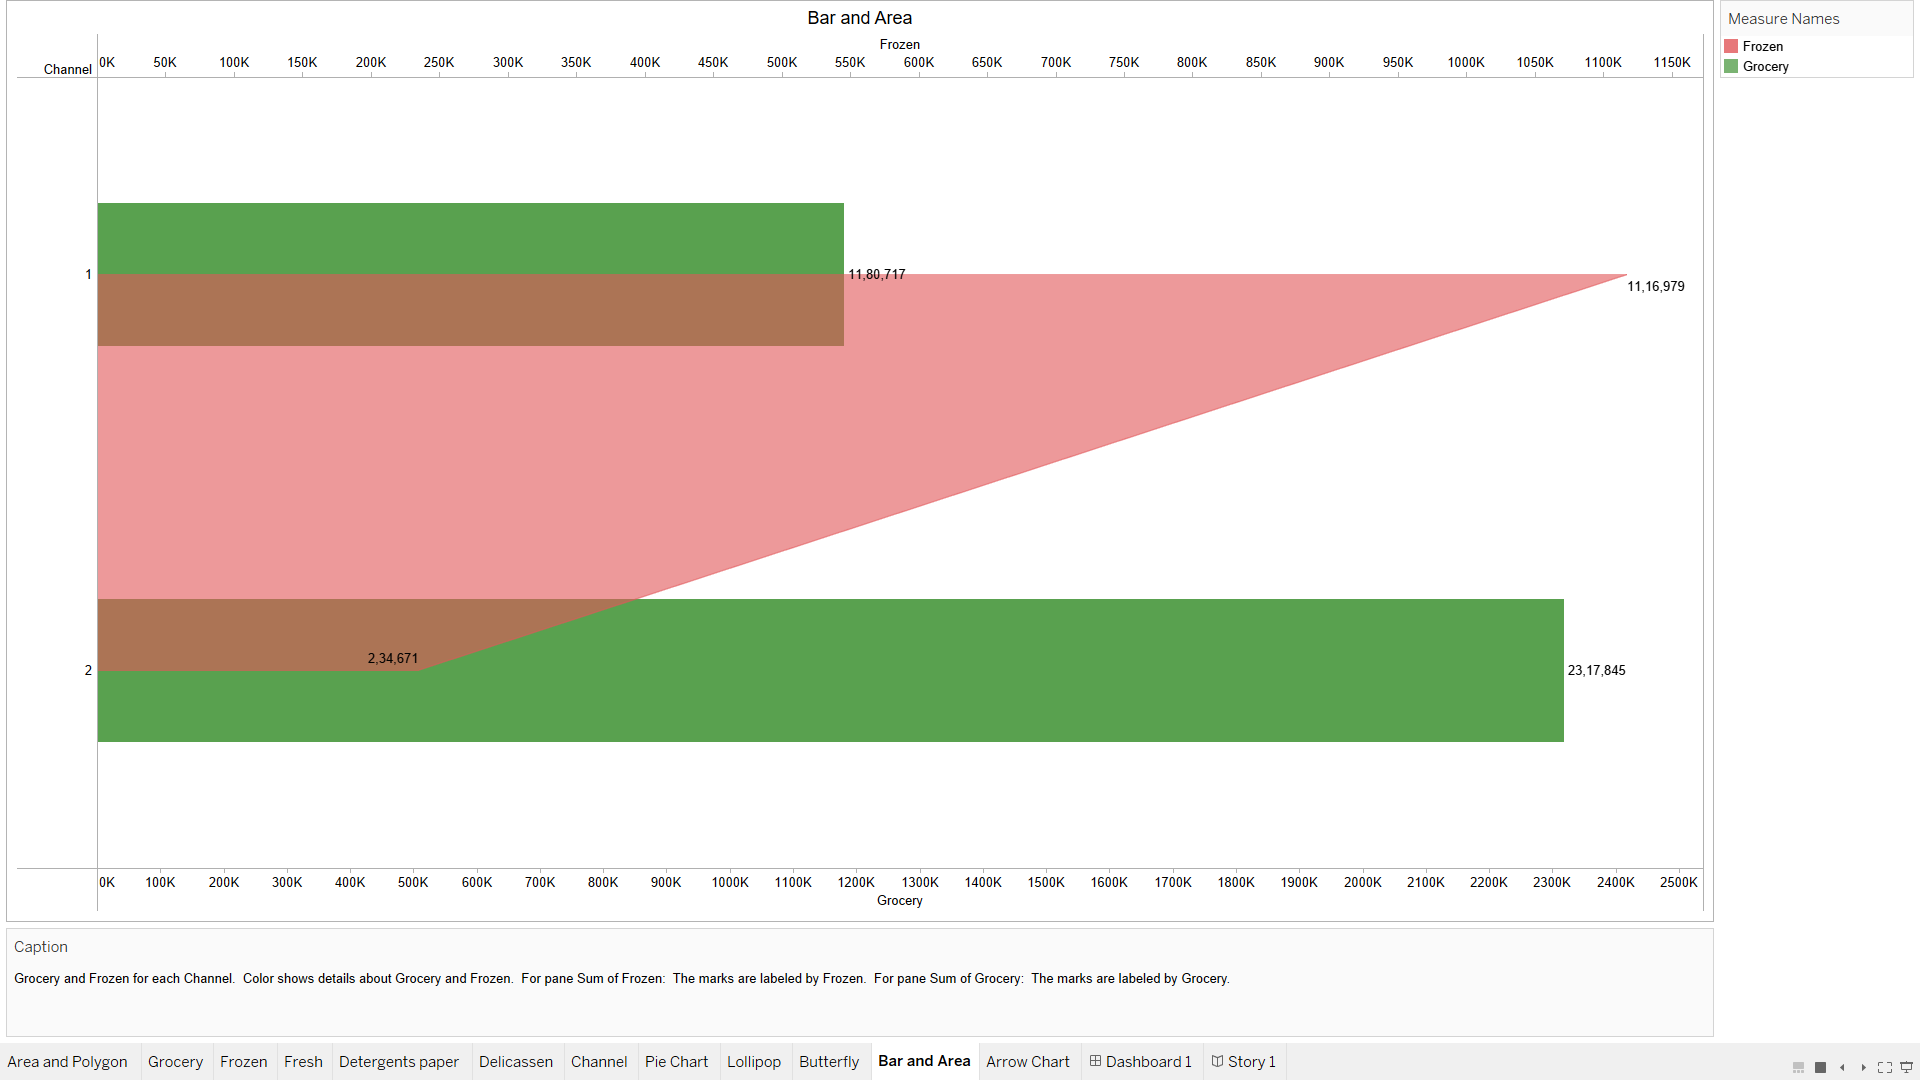 Bar and Area
Frozen
Channel
0K 50K 100K 150K 200K 250K 300K 350K 400K 450K 500K 550K 600K 650K 700K 750K 800K 850K 900K 950K 1000K 1050K 1100K 1150K
1
11,80,717
11,16,979
2,34,671
2
23,17,845
0K 100K 200K 300K 400K 500K 600K 700K 800K 900K 1000K 1100K 1200K 1300K 1400K 1500K 1600K 1700K 1800K 1900K 2000K 2100K 2200K 2300K 2400K 2500K
Grocery
Measure Names
Frozen
Grocery
Caption
Grocery and Frozen for each Channel. Color shows details about Grocery and Frozen. For pane Sum of Frozen: The marks are labeled by Frozen. For pane Sum of Grocery: The marks are labeled by Grocery.
Area and Polygon Grocery Frozen Fresh Detergents paper Delicassen Channel Pie Chart Lollipop Butterfly Bar and Area Arrow Chart Dashboard 1 Story 1